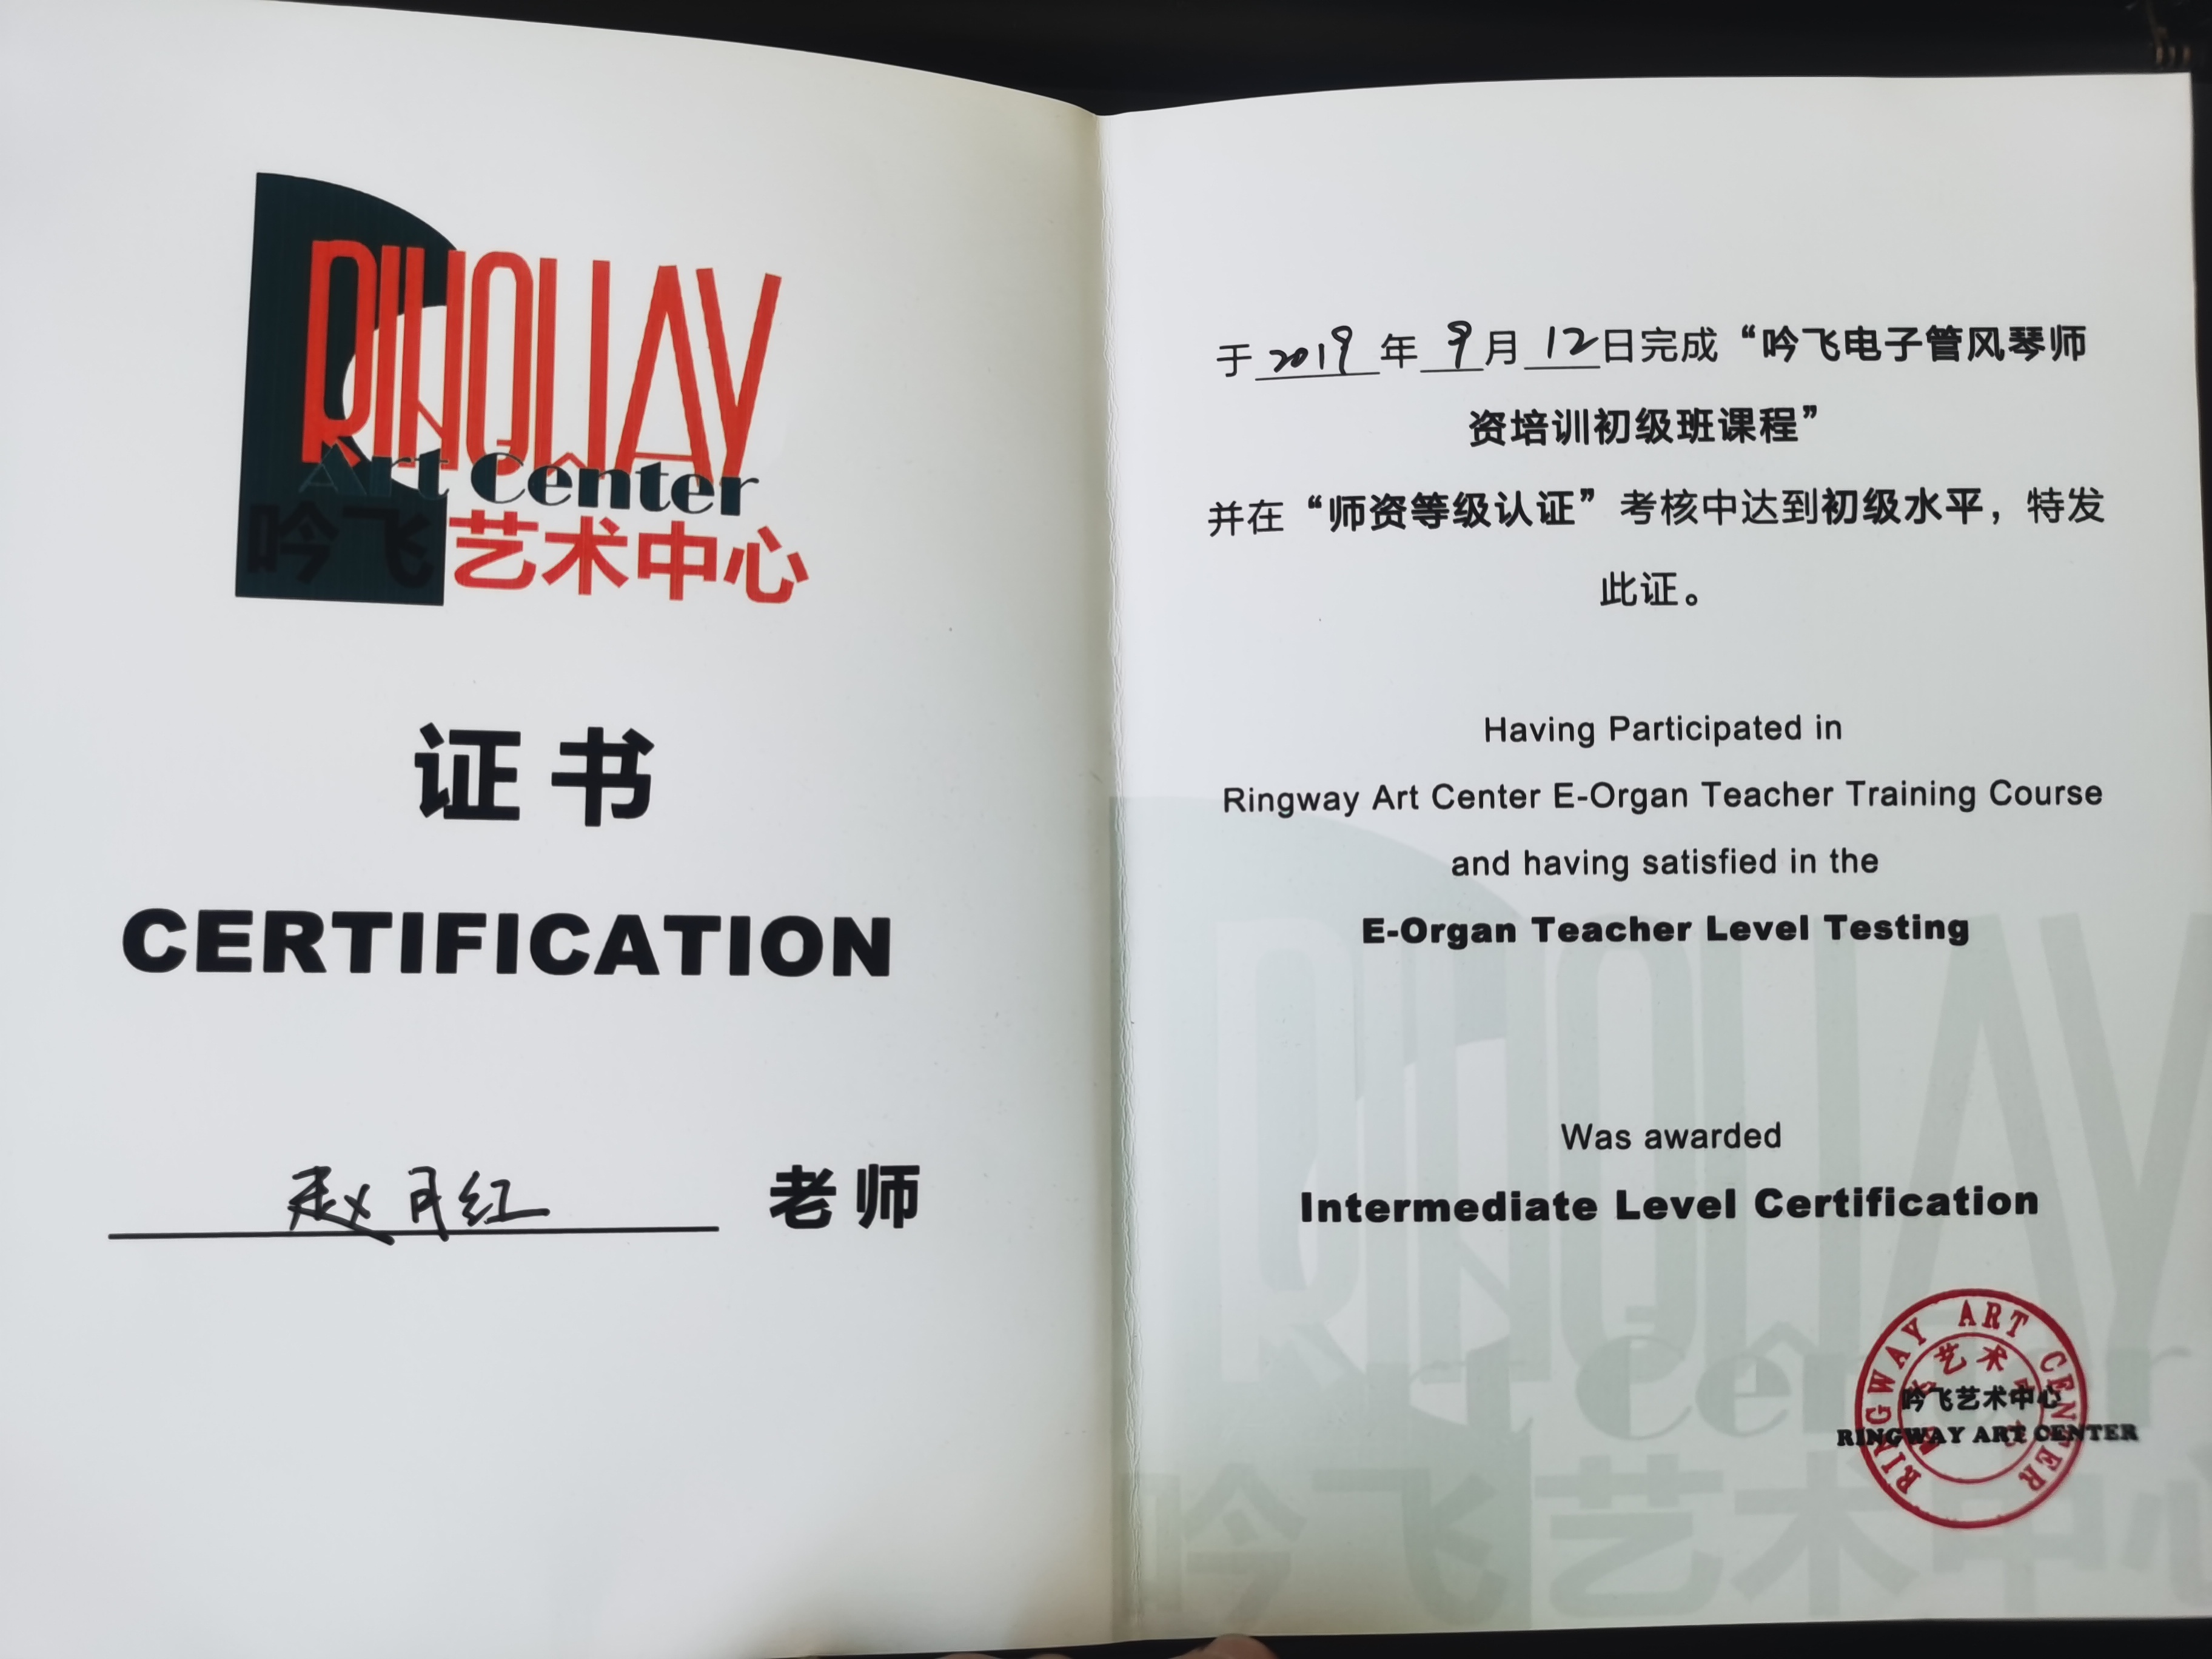 RINGWAY
Art Center
吟飞艺术中心
证书
CERTIFICATION
赵月红 老师
于2019年9月12日完成“吟飞电子管风琴师
资培训初级班课程”
并在“师资等级认证”考核中达到初级水平，特发
此证。
Having Participated in
Ringway Art Center E-Organ Teacher Training Course
and having satisfied in the
E-Organ Teacher Level Testing
Was awarded
Intermediate Level Certification
RINGWAY ART CENTER
吟飞艺术中心
RINGWAY ART CENTER